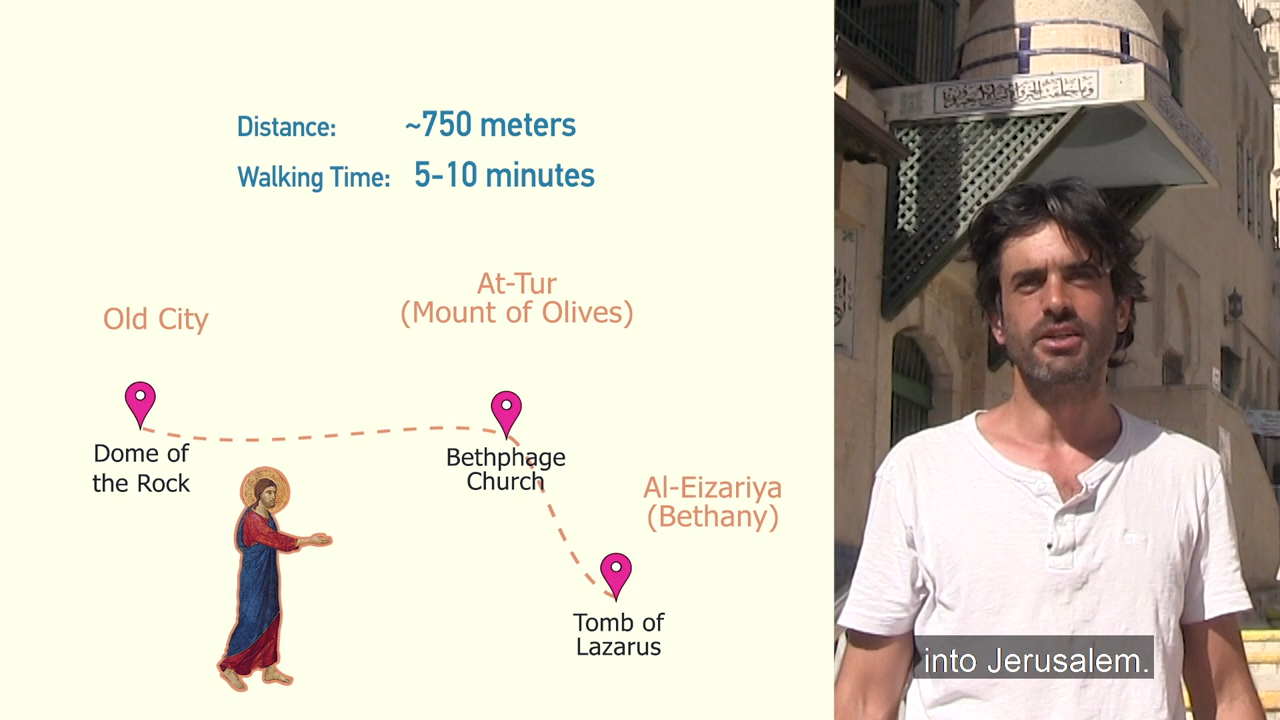 Distance: ~750 meters
Walking Time: 5-10 minutes
At-Tur
(Mount of Olives)
Old City
Dome of
the Rock
Bethphage
Church
Al-Eizariya
(Bethany)
Tomb of
Lazarus
into Jerusalem.